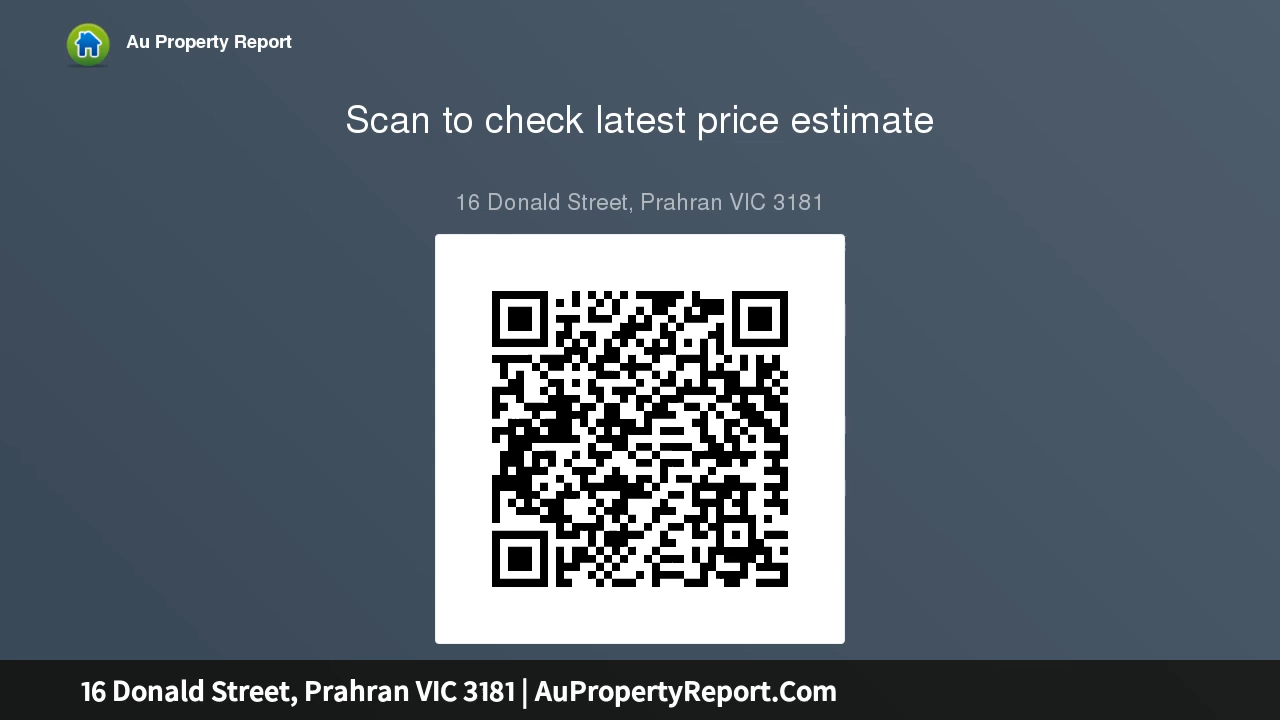 Au Property Report
Scan to check latest price estimate
16 Donald Street, Prahran VIC 3181
16 Donald Street, Prahran VIC 3181 | AuPropertyReport.Com